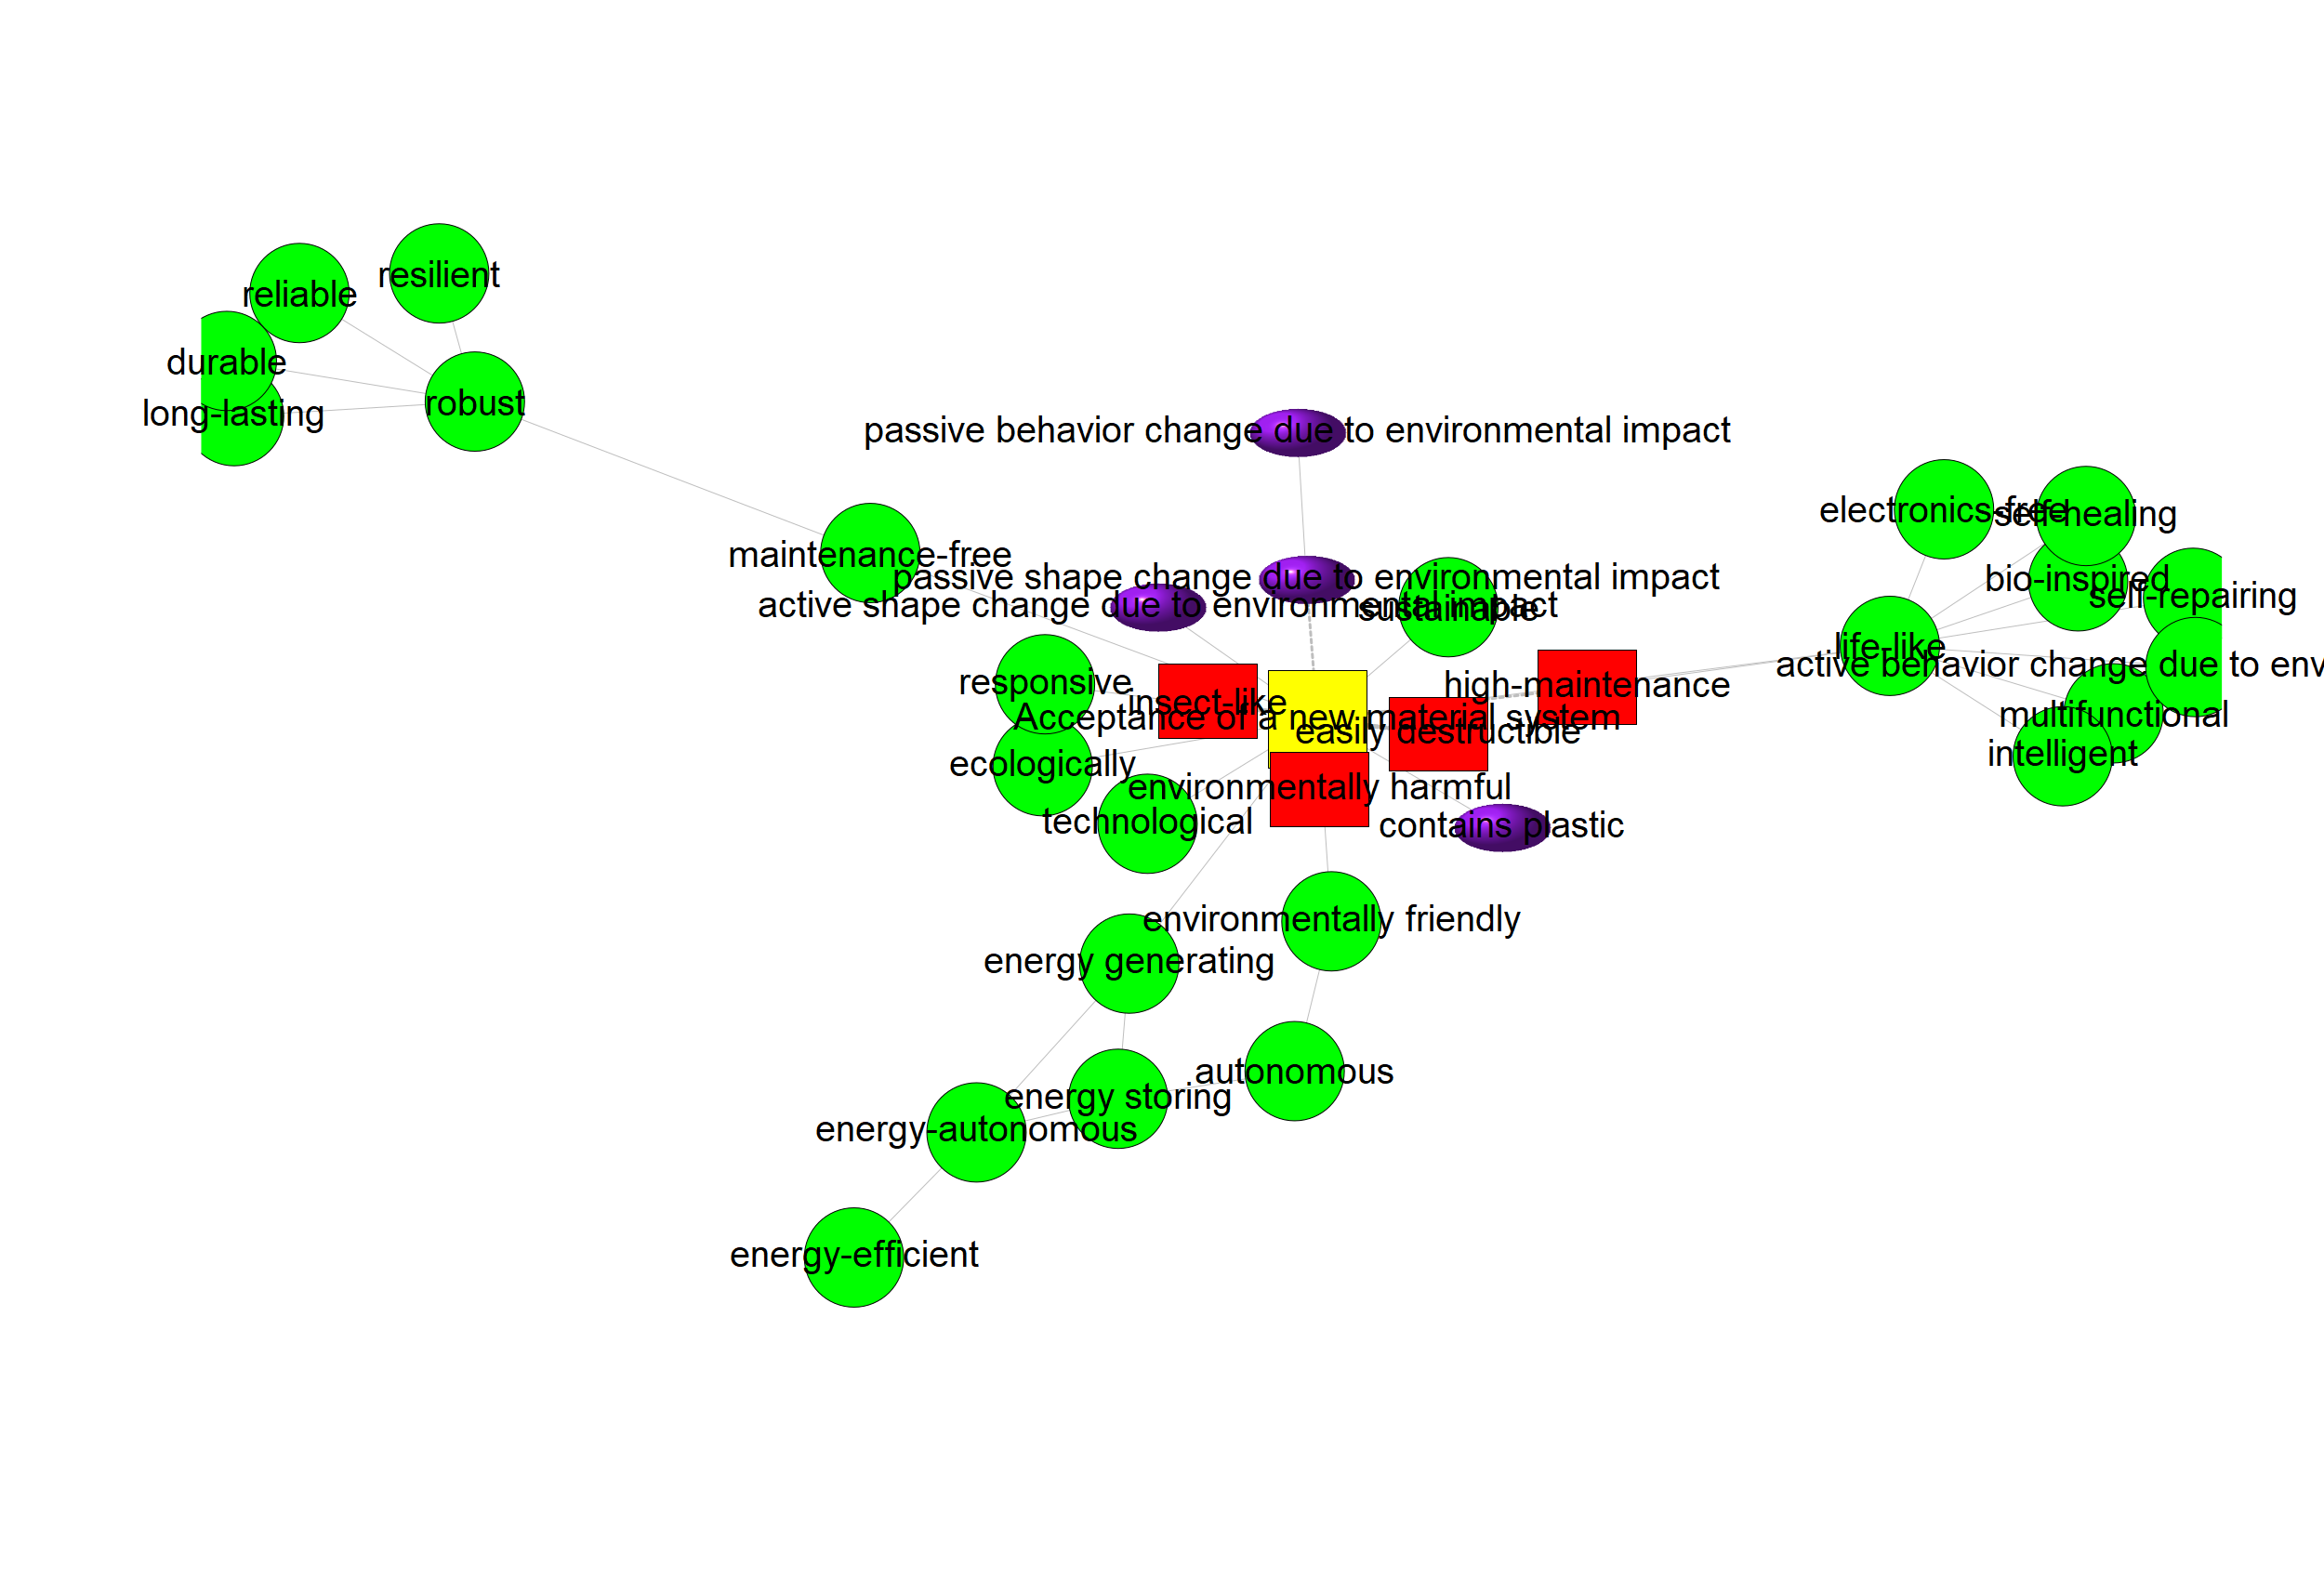 resilient
reliable
durable
long-lasting
robust
passive behavior change due to environmental impact
electronics-free
self-healing
maintenance-free
passive shape change due to environmental impact
bio-inspired
self-repairing
active shape change due to environmental impact
sustainable
life-like
active behavior change due to env
responsive
high-maintenance
insect-like
Acceptance of a new material system
multifunctional
easily destructible
intelligent
ecologically
environmentally harmful
technological
contains plastic
environmentally friendly
energy generating
autonomous
energy storing
energy-autonomous
energy-efficient